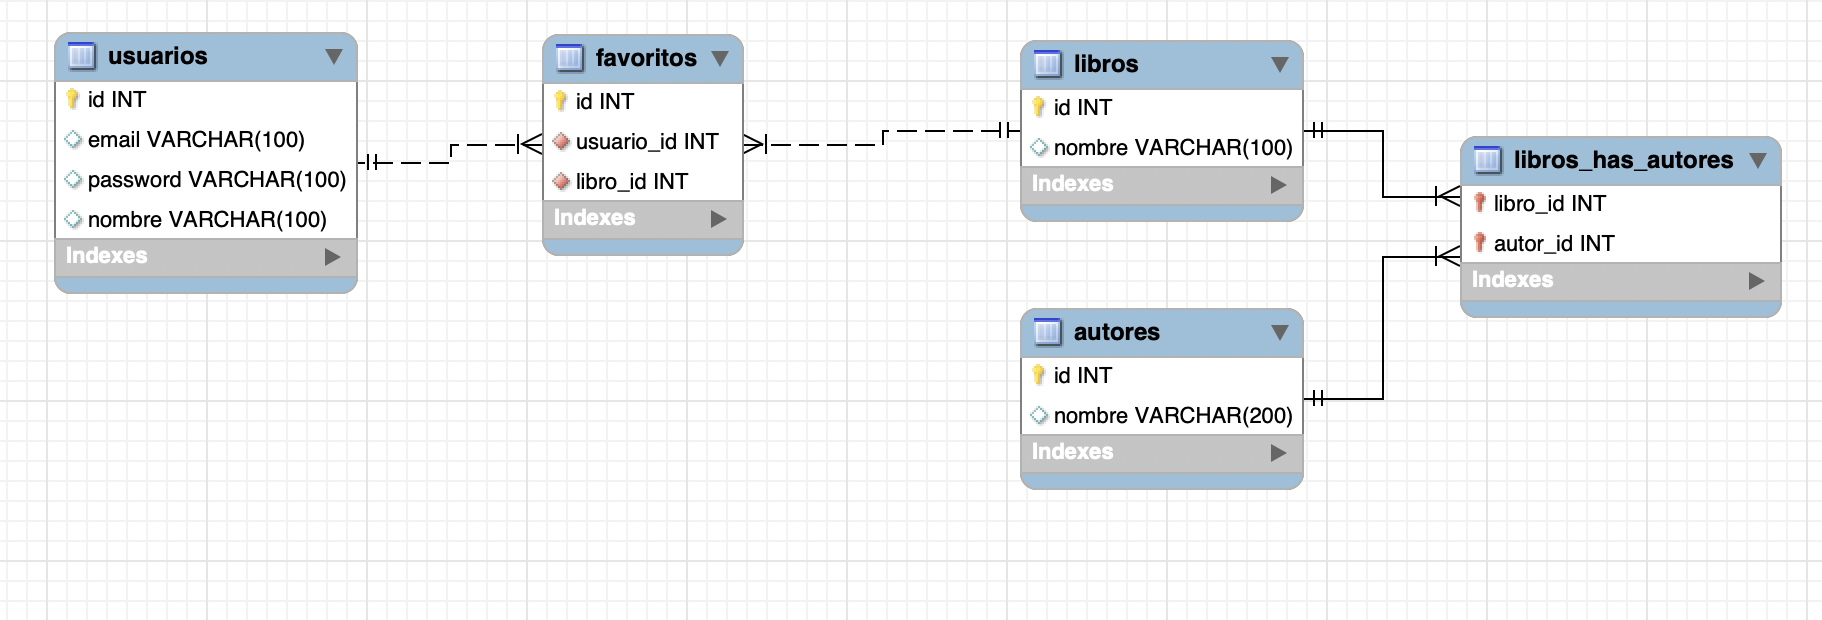 usuarios
id INT
email VARCHAR(100)
password VARCHAR(100)
nombre VARCHAR(100)
Indexes
favoritos
id INT
usuario_id INT
libro_id INT
Indexes
libros
id INT
nombre VARCHAR(100)
Indexes
libros_has_autores
libro_id INT
autor_id INT
Indexes
autores
id INT
nombre VARCHAR(200)
Indexes